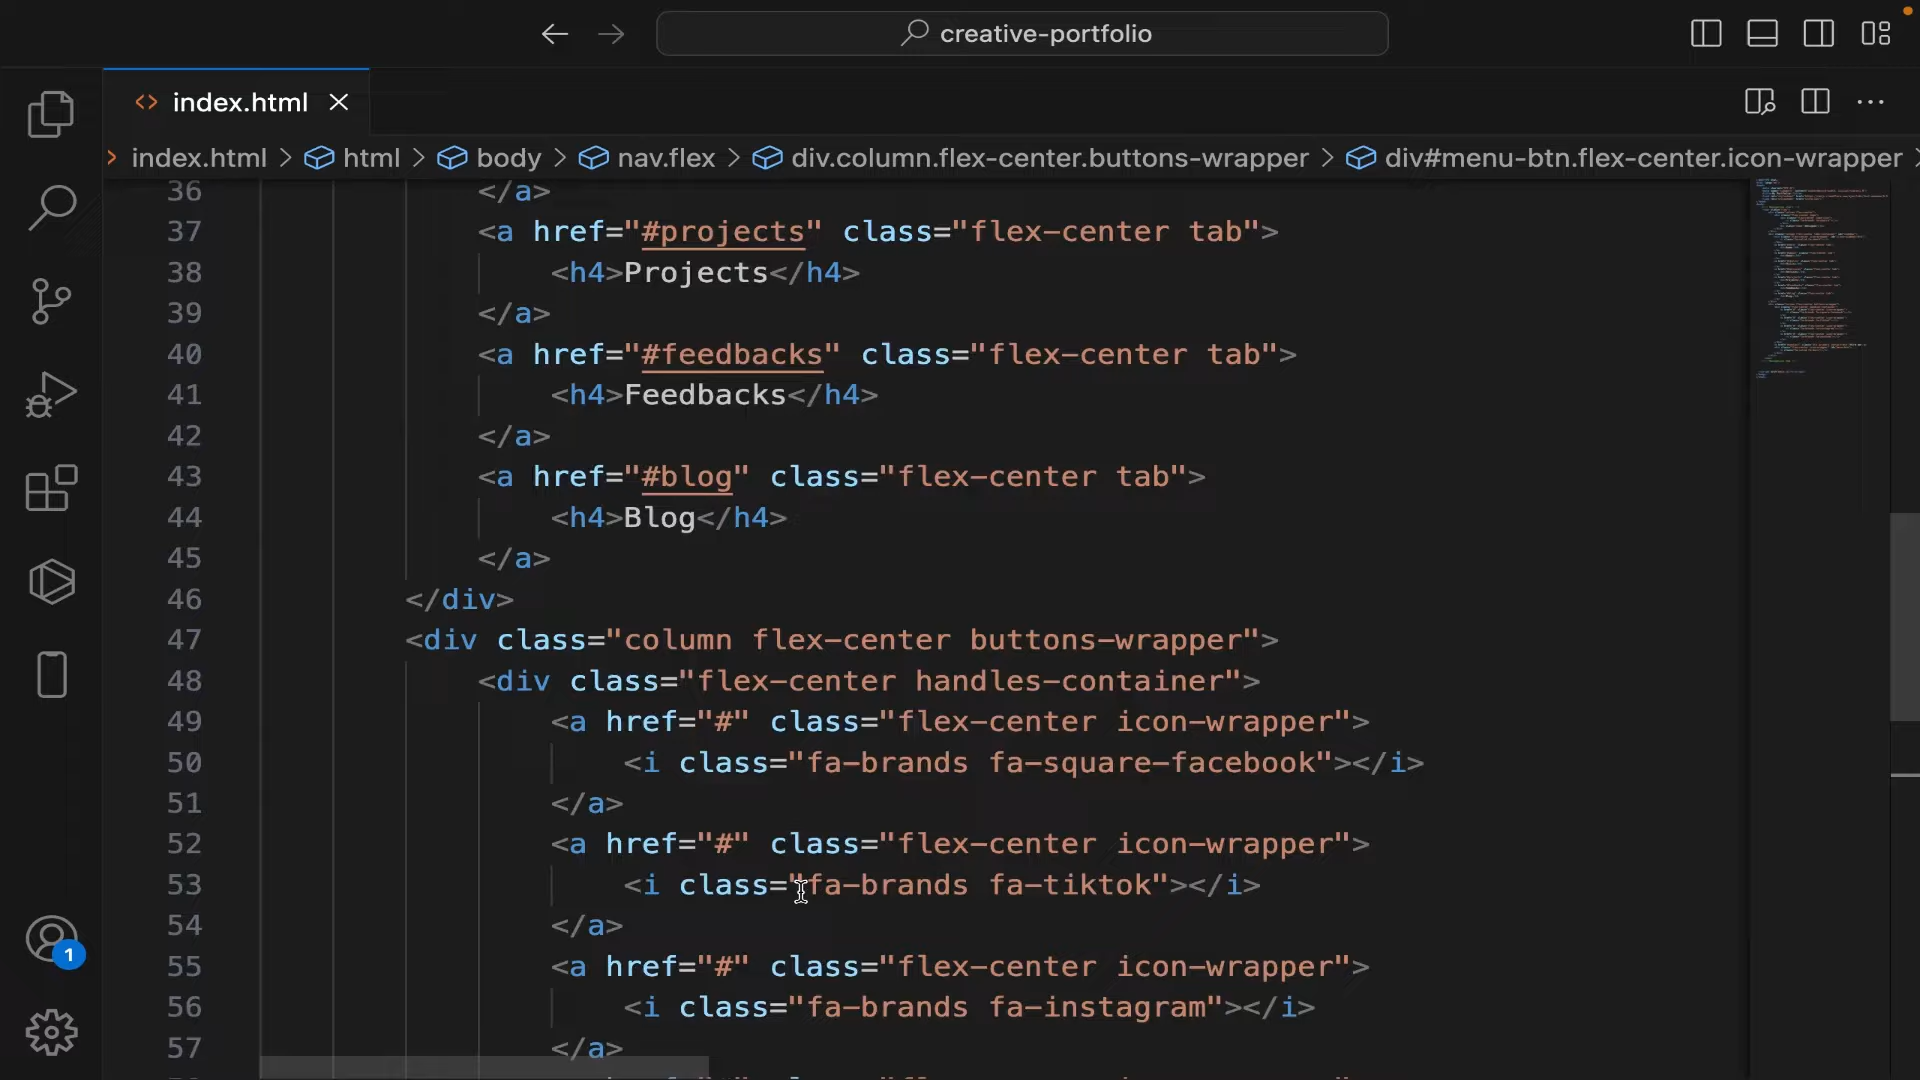 creative-portfolio
index.html
index.html > html > body > nav.flex > div.column.flex-center.buttons-wrapper > div#menu-btn.flex-center.icon-wrapper >
36 </a>
37 <a href="#projects" class="flex-center tab">
38 <h4>Projects</h4>
39 </a>
40 <a href="#feedbacks" class="flex-center tab">
41 <h4>Feedbacks</h4>
42 </a>
43 <a href="#blog" class="flex-center tab">
44 <h4>Blog</h4>
45 </a>
46 </div>
47 <div class="column flex-center buttons-wrapper">
48 <div class="flex-center handles-container">
49 <a href="#" class="flex-center icon-wrapper">
50 <i class="fa-brands fa-square-facebook"></i>
51 </a>
52 <a href="#" class="flex-center icon-wrapper">
53 <i class="fa-brands fa-tiktok"></i>
54 </a>
55 <a href="#" class="flex-center icon-wrapper">
56 <i class="fa-brands fa-instagram"></i>
57 </a>
1